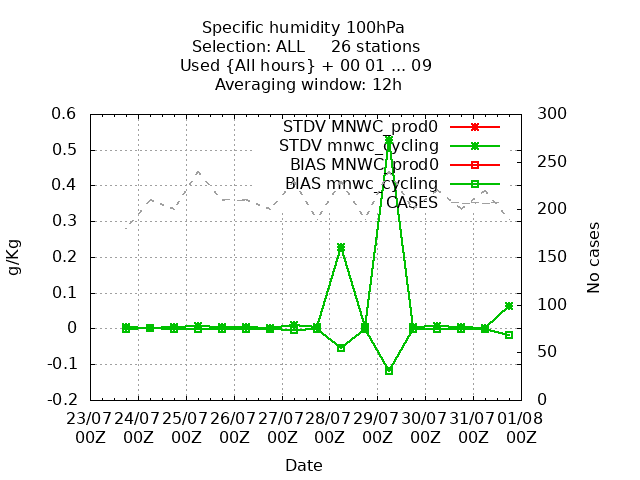 Specific humidity 100hPa
Selection: ALL     26 stations
Used {All hours} + 00 01 ... 09
Averaging window: 12h
STDV MNWC_prod0
STDV mnwc_cycling
BIAS MNWC_prod0
BIAS mnwc_cycling
CASES
0.6
0.5
0.4
0.3
0.2
0.1
0
-0.1
-0.2
g/Kg
300
250
200
150
100
50
0
No cases
23/07 24/07 25/07 26/07 27/07 28/07 29/07 30/07 31/07 01/08
00Z 00Z 00Z 00Z 00Z 00Z 00Z 00Z 00Z 00Z
Date